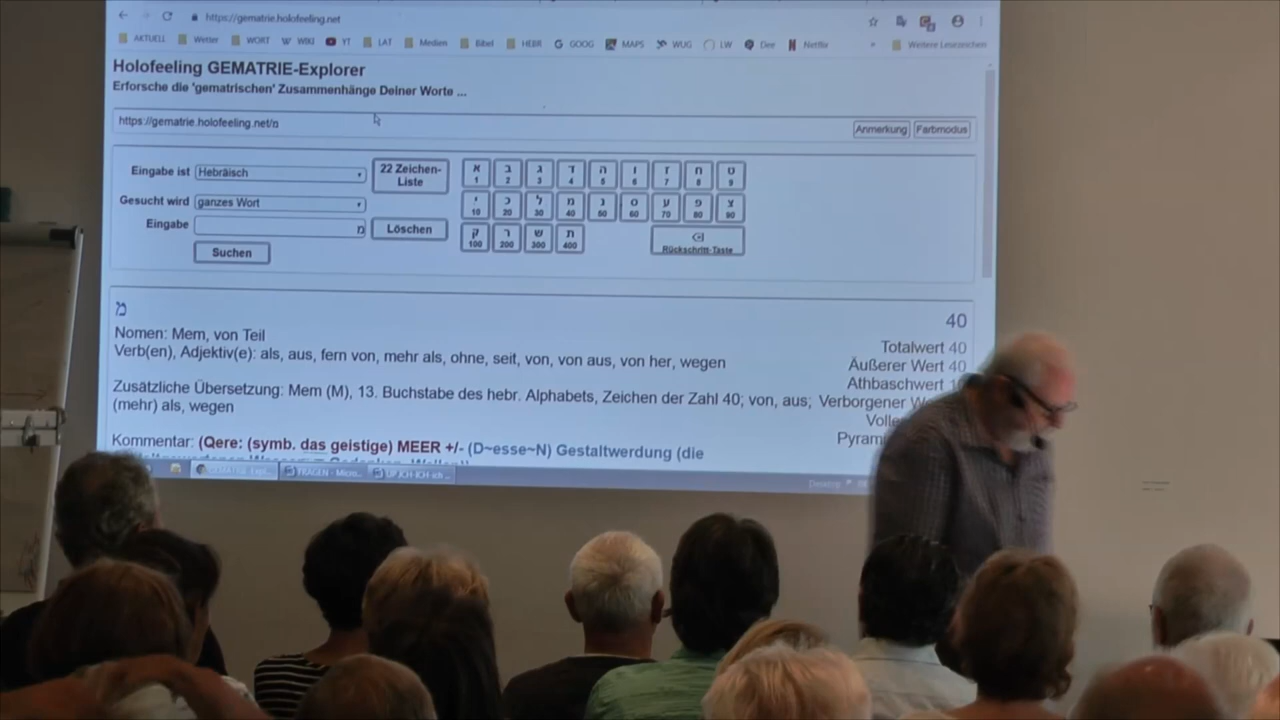 https://gematrie.holofeeling.net
AKTUELL Wetter WORT W WIKI YT LAT Medien Bibel HEBR G GOOG MAPS WUG LW Dee Netflix » Weitere Lesezeichen
Holofeeling GEMATRIE-Explorer
Erforsche die 'gematrischen' Zusammenhänge Deiner Worte ...
https://gematrie.holofeeling.net/מ
Anmerkung Farbmodus
Eingabe ist Hebräisch
22 Zeichen-Liste
א ב ג ד ה ו ז ח ט
1 2 3 4 5 6 7 8 9
Gesucht wird ganzes Wort
י כ ל מ נ ס ע פ צ
10 20 30 40 50 60 70 80 90
Eingabe מ
Löschen
ק ר ש ת
100 200 300 400
Rückschritt-Taste
Suchen
מ
40
Nomen: Mem, von Teil
Totalwert 40
Verb(en), Adjektiv(e): als, aus, fern von, mehr als, ohne, seit, von, von aus, von her, wegen
Äußerer Wert 40
Athbaschwert
Zusätzliche Übersetzung: Mem (M), 13. Buchstabe des hebr. Alphabets, Zeichen der Zahl 40; von, aus;
(mehr) als, wegen
Verborgener
Kommentar: (Qere: (symb. das geistige) MEER +/- (D~esse~N) Gestaltwerdung (die
Desktop